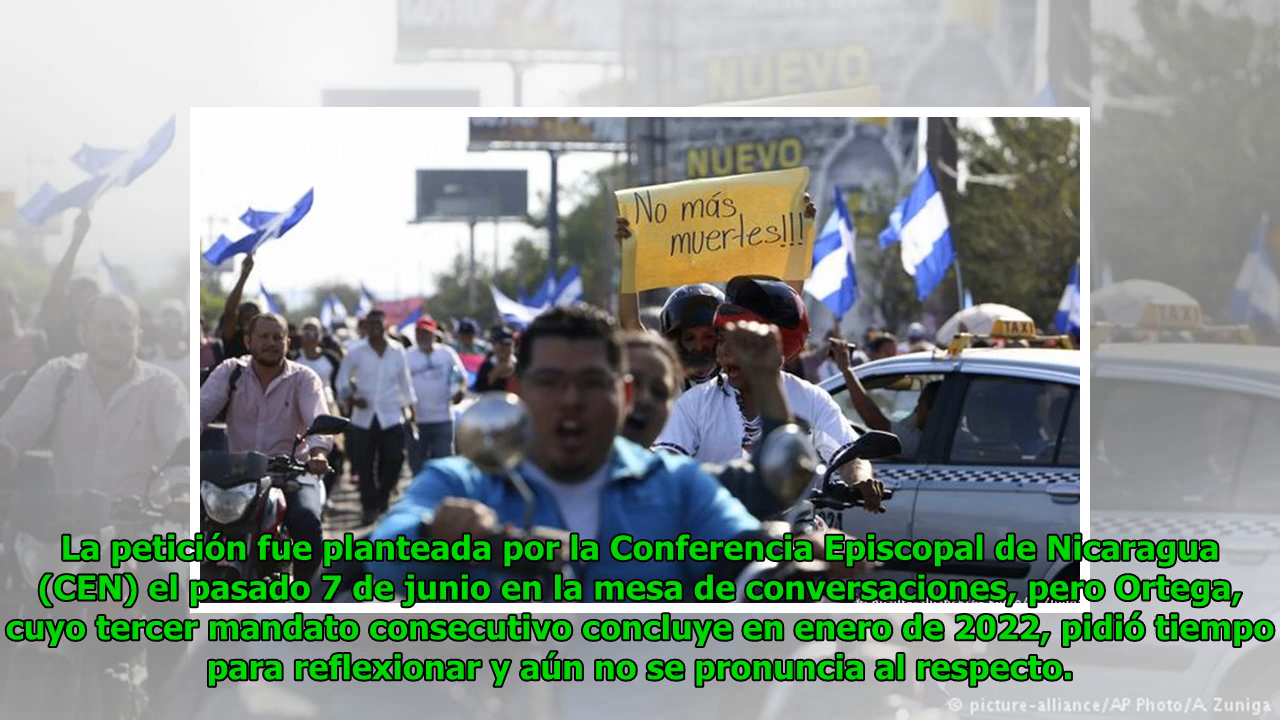 NUEVO
NUEVO
No más
muertes!!!
TAXI
TAXI
La petición fue planteada por la Conferencia Episcopal de Nicaragua
(CEN) el pasado 7 de junio en la mesa de conversaciones, pero Ortega,
cuyo tercer mandato consecutivo concluye en enero de 2022, pidió tiempo
para reflexionar y aún no se pronuncia al respecto.
© picture-alliance/AP Photo/A. Zuniga